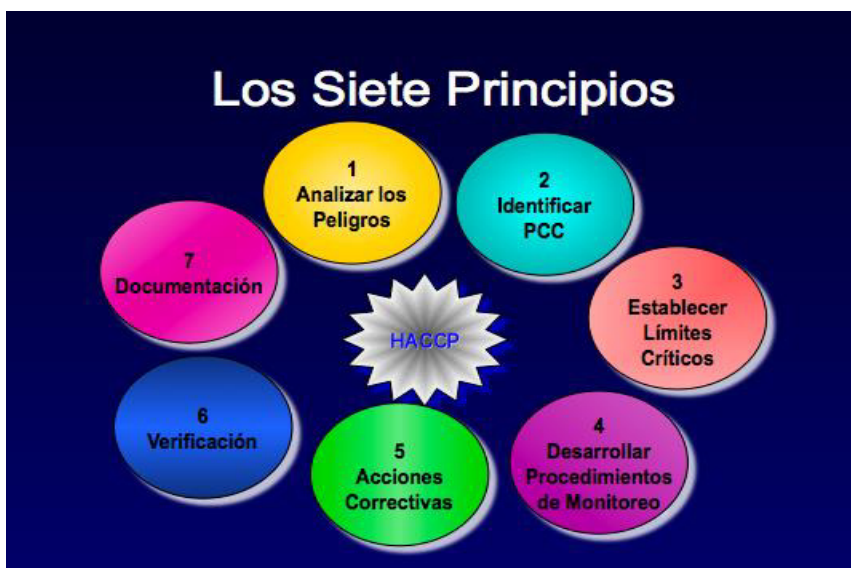 Los Siete Principios
1
Analizar los
Peligros
2
Identificar
PCC
3
Establecer
Límites
Críticos
4
Desarrollar
Procedimientos
de Monitoreo
5
Acciones
Correctivas
6
Verificación
7
Documentación
HACCP